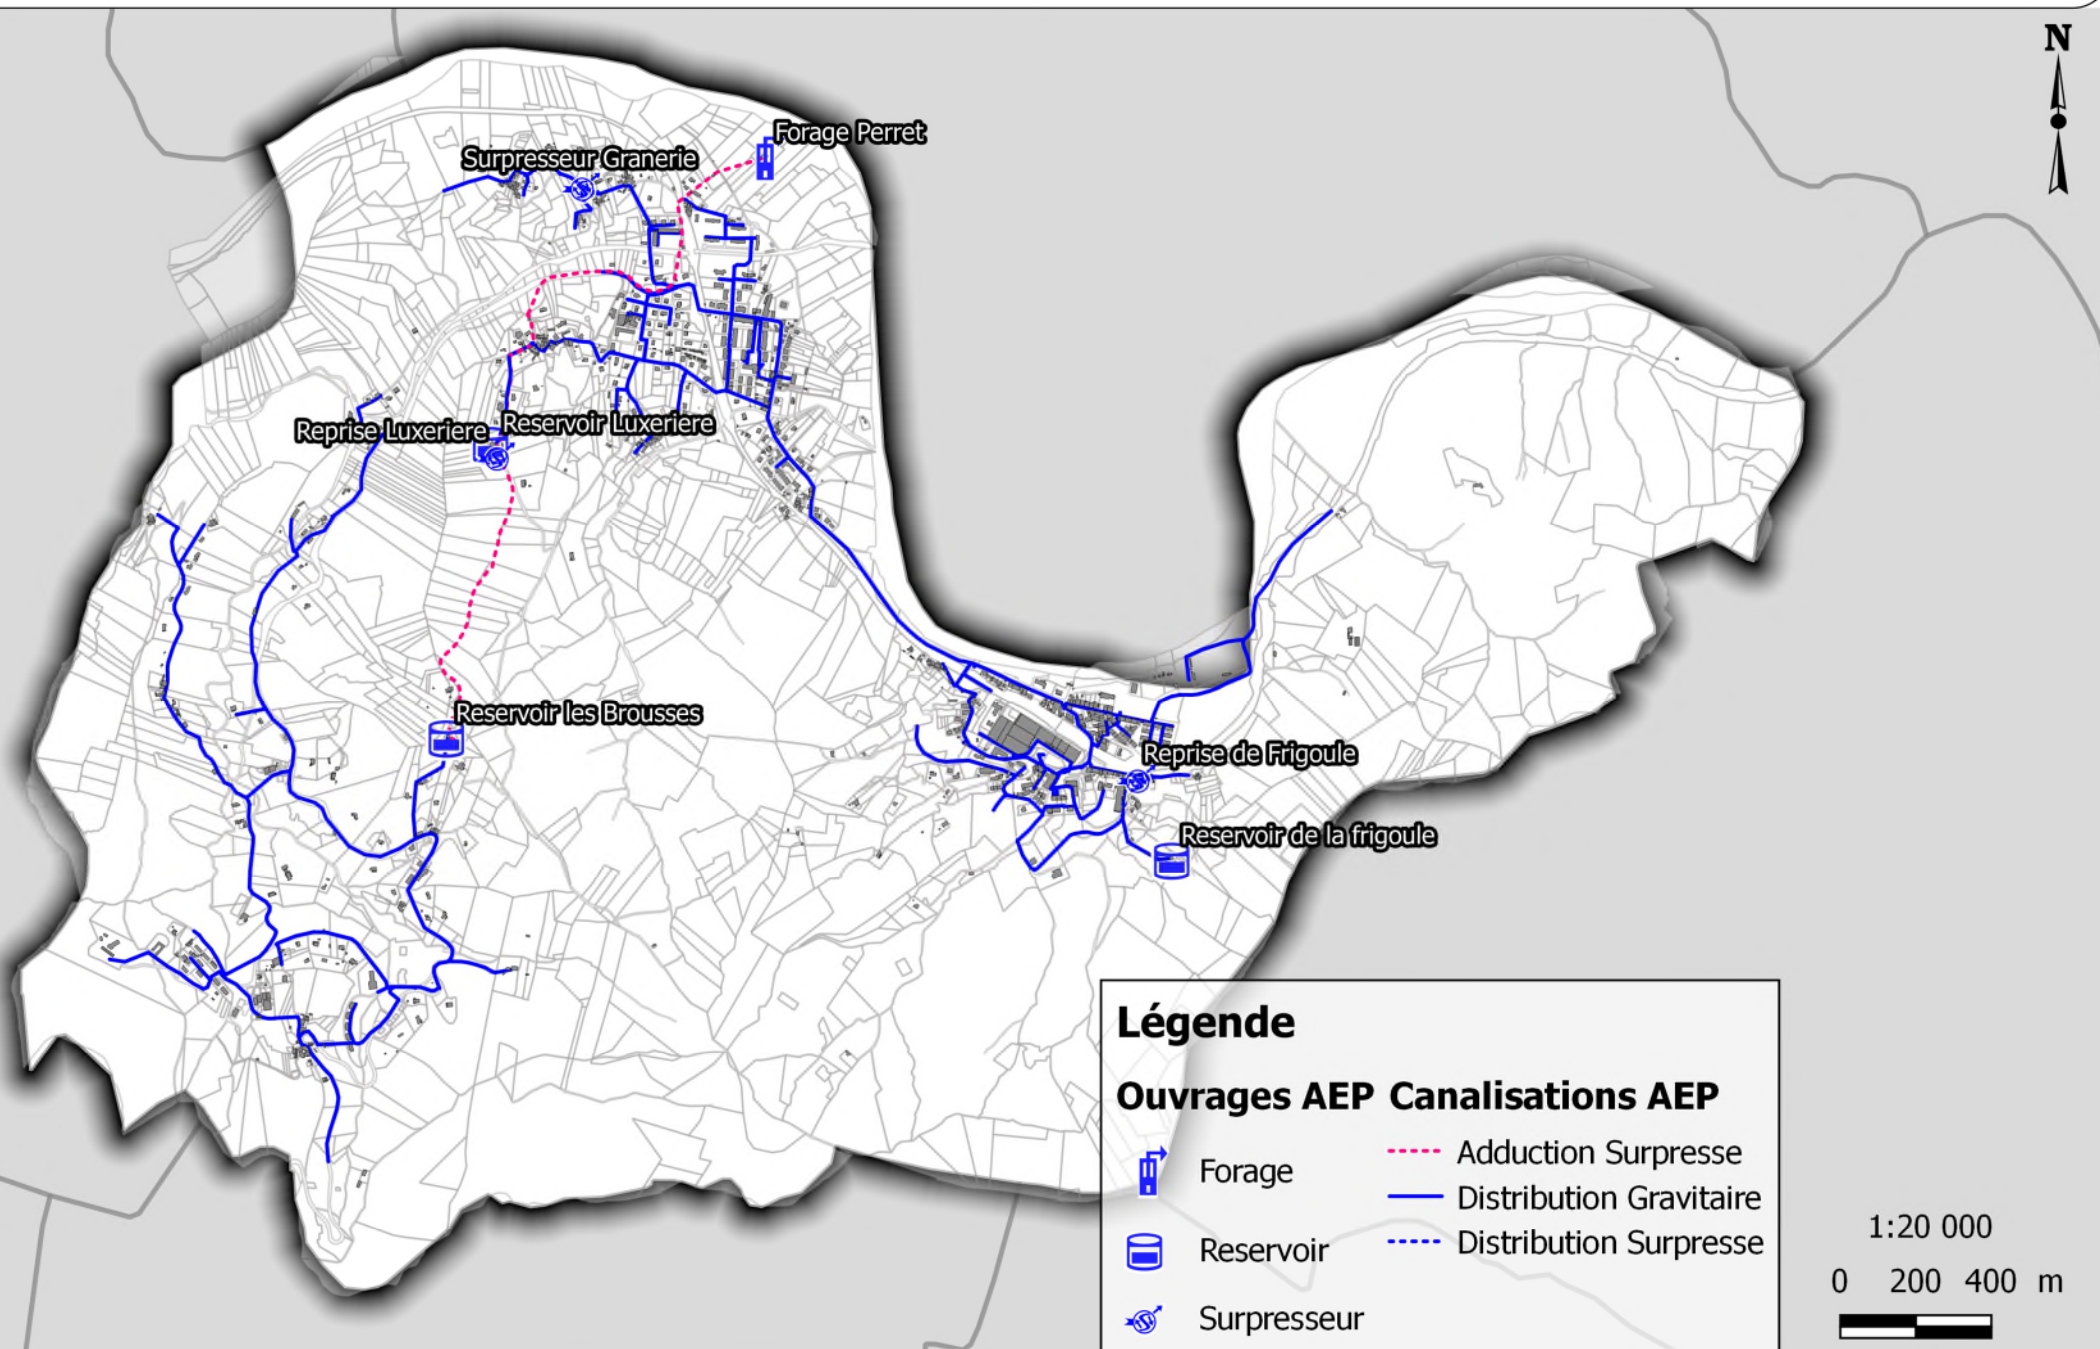 N
Forage Perret
Surpresseur Granerie
Reprise Luxeriere
Reservoir Luxeriere
Reservoir les Brousses
Reprise de Frigoule
Reservoir de la frigoule
Légende
Ouvrages AEP
Forage
Reservoir
Surpresseur
Canalisations AEP
Adduction Surpresse
Distribution Gravitaire
Distribution Surpresse
1:20 000
0 200 400 m